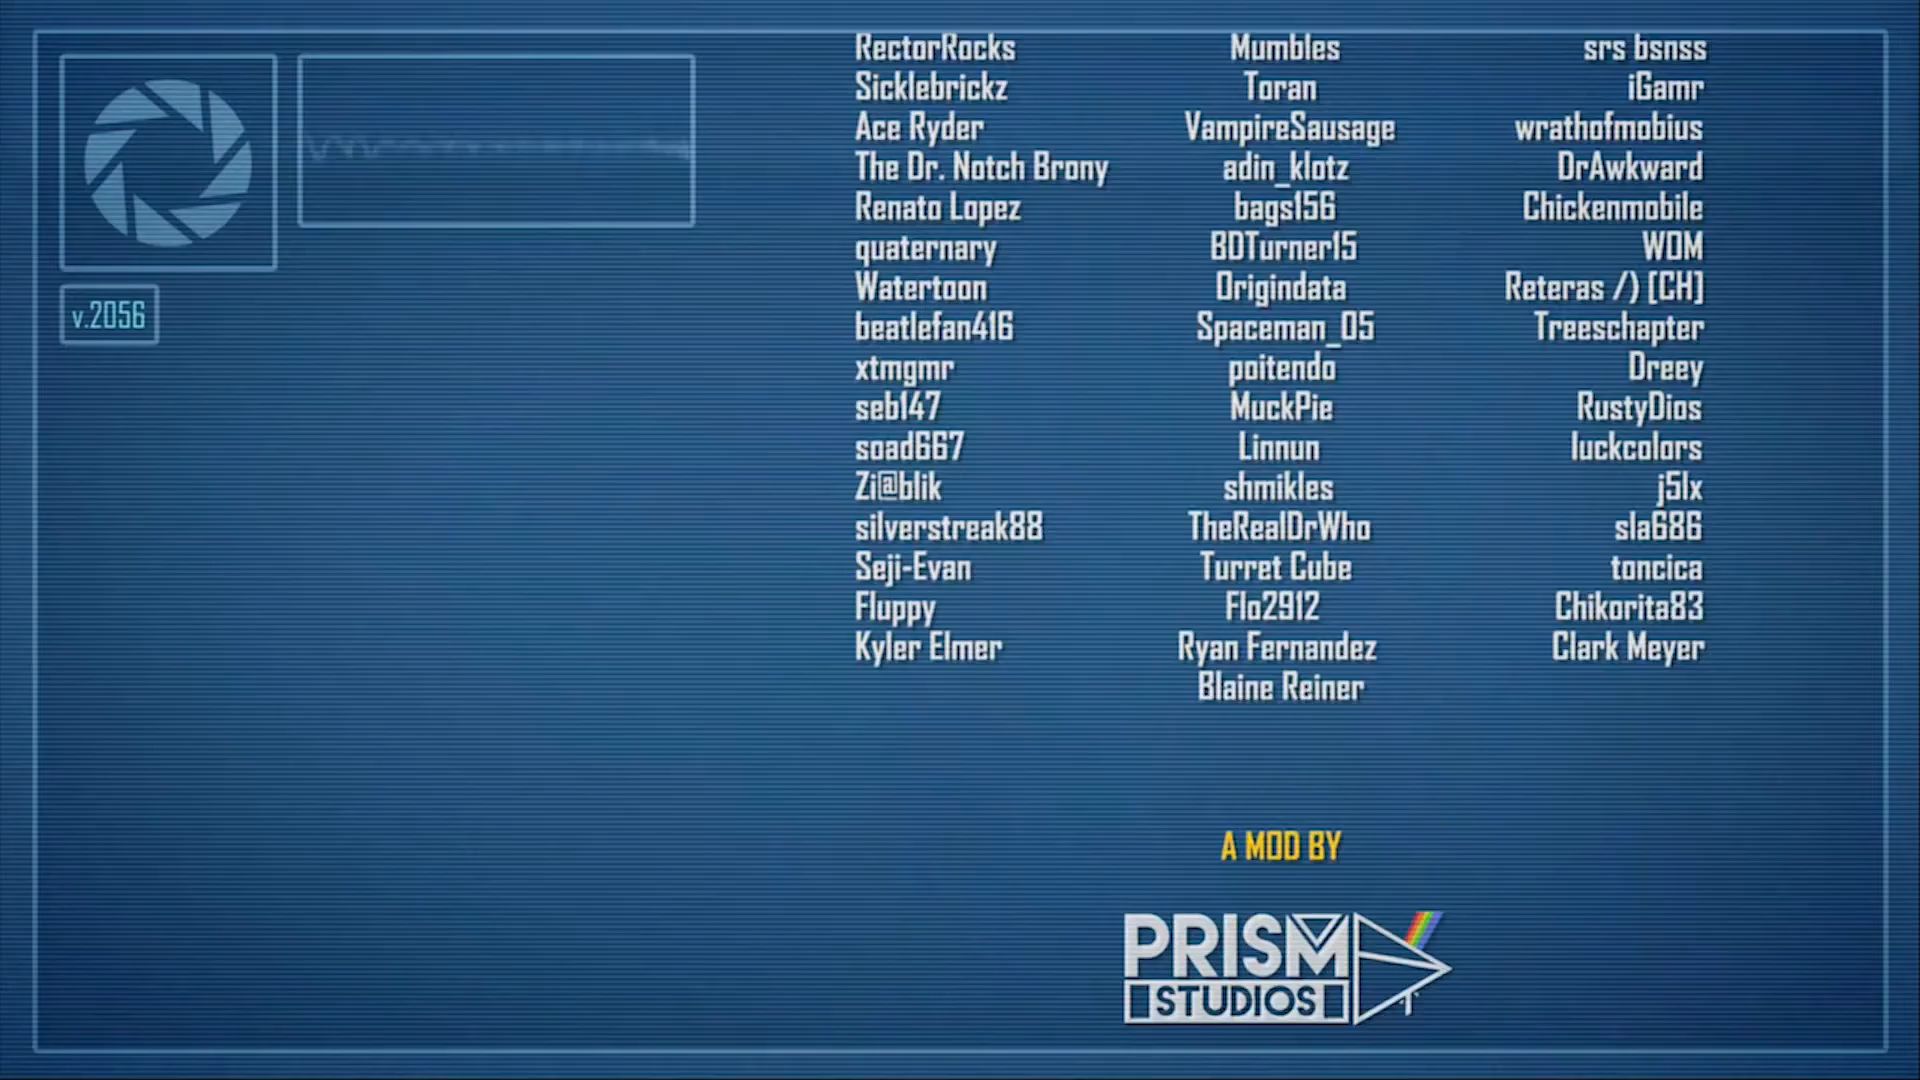 RectorRocks Mumbles srs bsnss
Sicklebrickz Toran iGamr
Ace Ryder VampireSausage wrathofmobius
The Dr. Notch Brony adin_klotz DrAwkward
Renato Lopez bags156 Chickenmobile
quaternary BDTurner15 WOM
Watertoon Origindata Reteras /) [CH]
beatlefan416 Spaceman_05 Treeschapter
xtmgmr poitendo Dreey
seb147 MuckPie RustyDios
soad667 Linnun luckcolors
Zi@blik shmikles j5lx
silverstreak88 TheRealDrWho sla686
Seji-Evan Turret Cube toncica
Fluppy Flo2912 Chikorita83
Kyler Elmer Ryan Fernandez Clark Meyer
Blaine Reiner
v.2056
A MOD BY
PRISM
STUDIOS